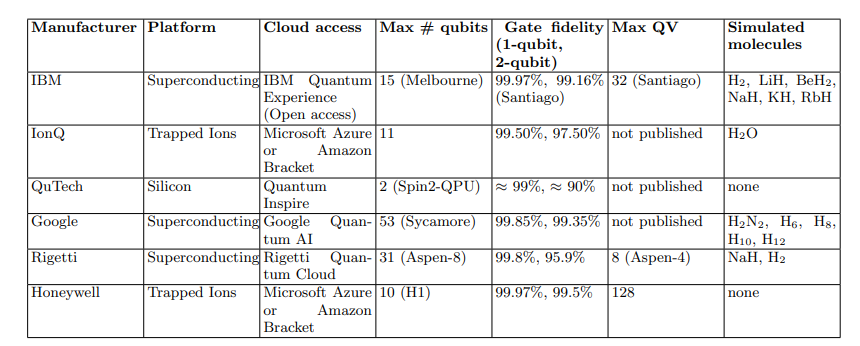 Manufacturer Platform Cloud access Max # qubits Gate fidelity Max QV Simulated
(1-qubit, molecules
2-qubit)
IBM Superconducting IBM Quantum 15 (Melbourne) 99.97%, 99.16% 32 (Santiago) H₂, LiH, BeH₂,
Experience (Santiago) NaH, KH, RbH
(Open access)
IonQ Trapped Ions Microsoft Azure 11 99.50%, 97.50% not published H₂O
or Amazon
Bracket
QuTech Silicon Quantum 2 (Spin2-QPU) ≈ 99%, ≈ 90% not published none
Inspire
Google Superconducting Google Quan- 53 (Sycamore) 99.85%, 99.35% not published H₂N₂, H₆, H₈,
tum AI H₁₀, H₁₂
Rigetti Superconducting Rigetti Quan- 31 (Aspen-8) 99.8%, 95.9% 8 (Aspen-4) NaH, H₂
tum Cloud
Honeywell Trapped Ions Microsoft Azure 10 (H1) 99.97%, 99.5% 128 none
or Amazon
Bracket